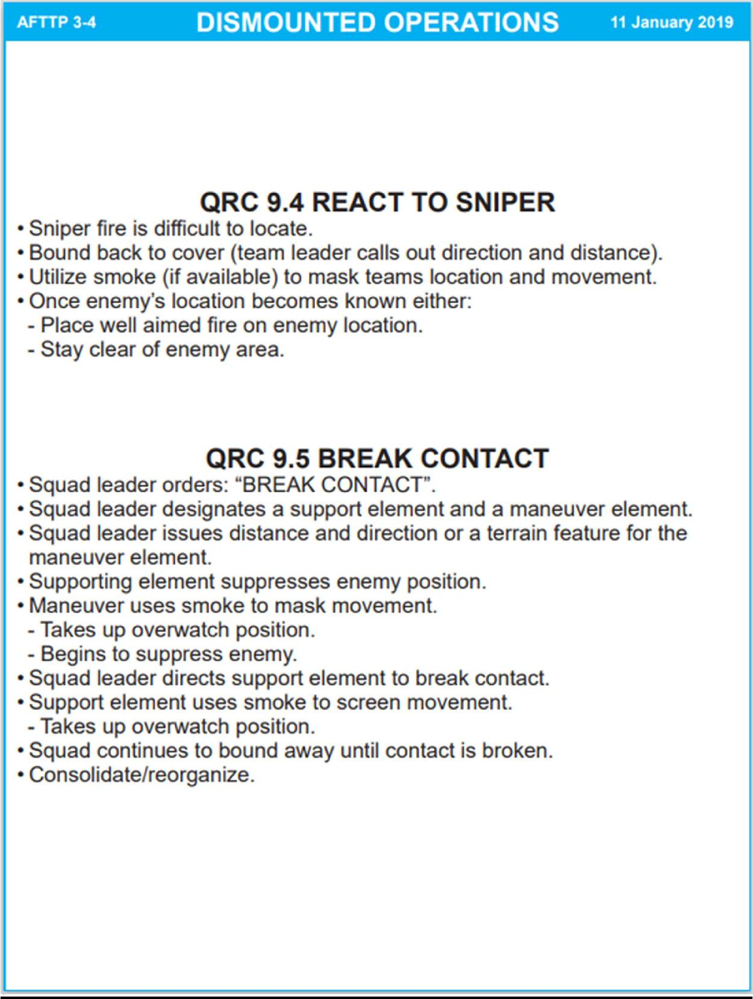 AFTTP 3-4 DISMOUNTED OPERATIONS 11 January 2019
QRC 9.4 REACT TO SNIPER
• Sniper fire is difficult to locate.
• Bound back to cover (team leader calls out direction and distance).
• Utilize smoke (if available) to mask teams location and movement.
• Once enemy’s location becomes known either:
- Place well aimed fire on enemy location.
- Stay clear of enemy area.
QRC 9.5 BREAK CONTACT
• Squad leader orders: “BREAK CONTACT”.
• Squad leader designates a support element and a maneuver element.
• Squad leader issues distance and direction or a terrain feature for the
maneuver element.
• Supporting element suppresses enemy position.
• Maneuver uses smoke to mask movement.
- Takes up overwatch position.
- Begins to suppress enemy.
• Squad leader directs support element to break contact.
• Support element uses smoke to screen movement.
- Takes up overwatch position.
• Squad continues to bound away until contact is broken.
• Consolidate/reorganize.